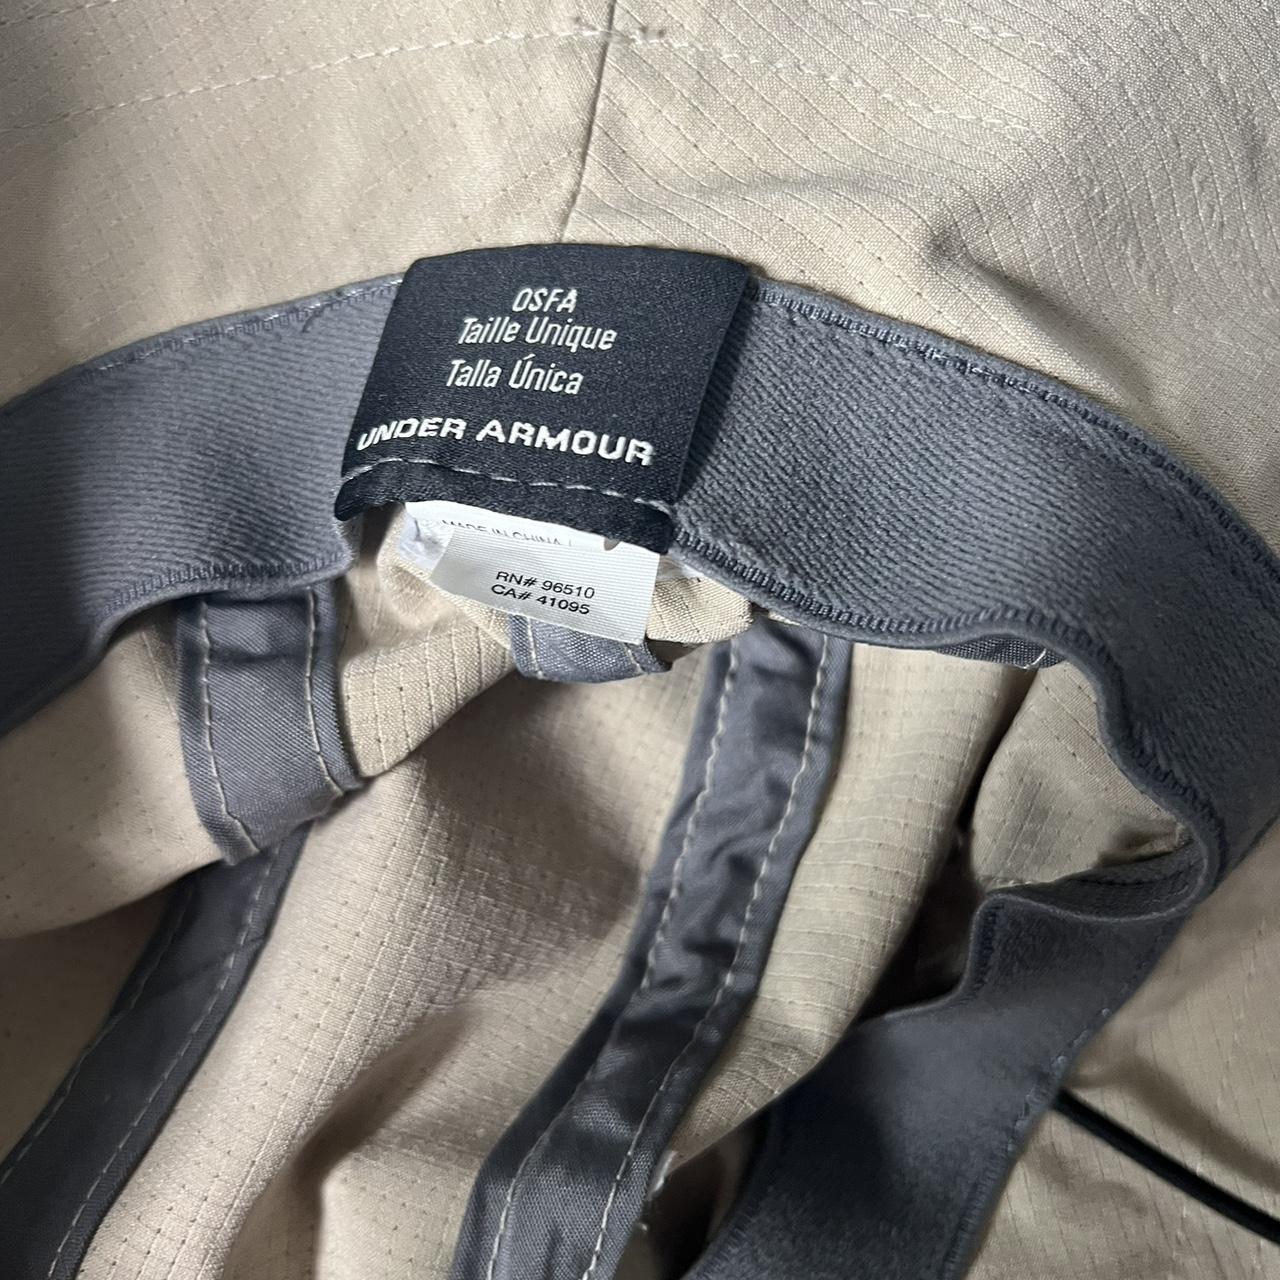 OSFA
Taille Unique
Talla Única
UNDER ARMOUR
MADE IN CHINA /
RN# 96510
CA# 41095